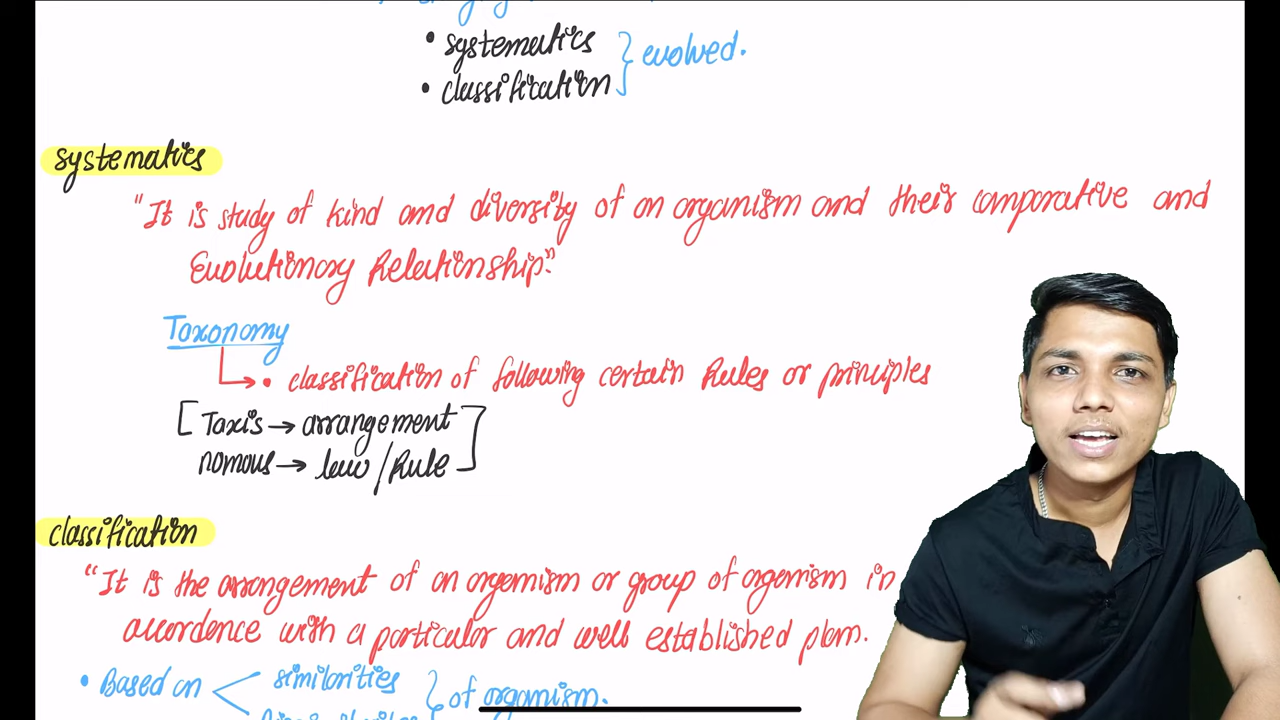 • systematics
• classification } evolved.
systematics
"It is study of kind and diversity of an organism and their comparative and
Evolutionary Relationship."
Taxonomy
• classification of following certain Rules or principles
[ Taxis → arrangement
nomous → law / Rule ]
classification
"It is the arrangement of an orgenism or group of orgenism in
accordence with a particular and well established plan.
• Based on < similarities
} of organism.